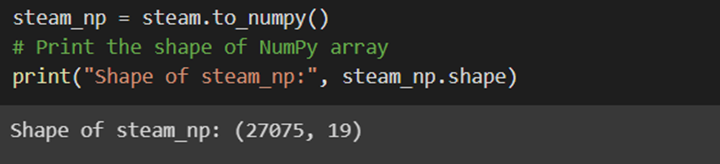 steam_np = steam.to_numpy()
# Print the shape of NumPy array
print("Shape of steam_np:", steam_np.shape)
Shape of steam_np: (27075, 19)